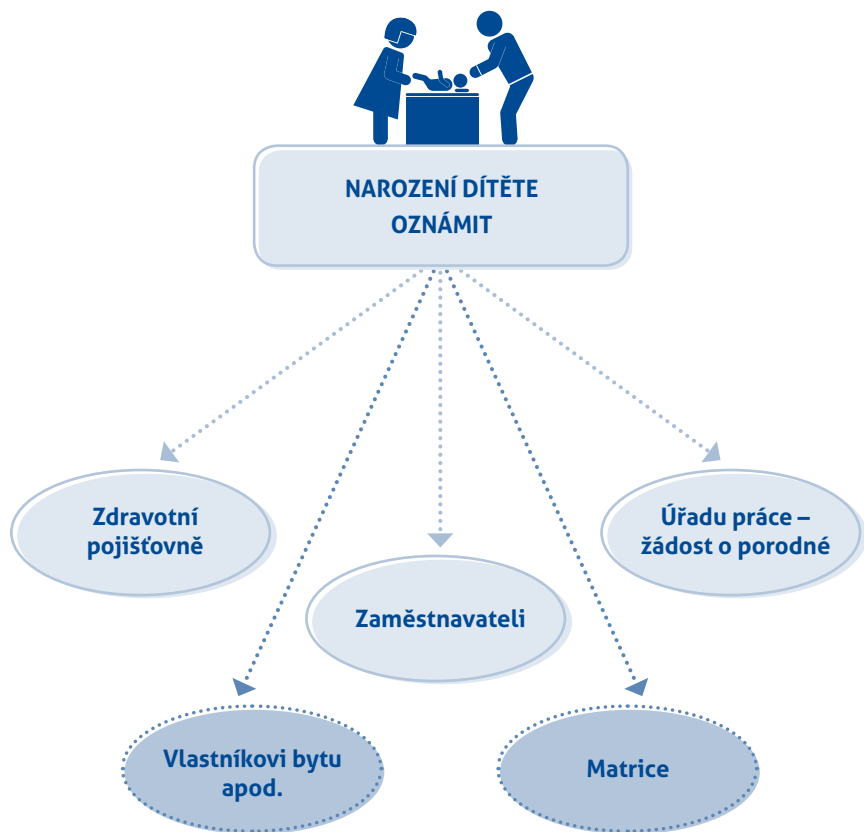 NAROZENÍ DÍTĚTE
OZNÁMIT
Zdravotní
pojišťovně
Úřadu práce –
žádost o porodné
Zaměstnavateli
Vlastníkovi bytu
apod.
Matrice